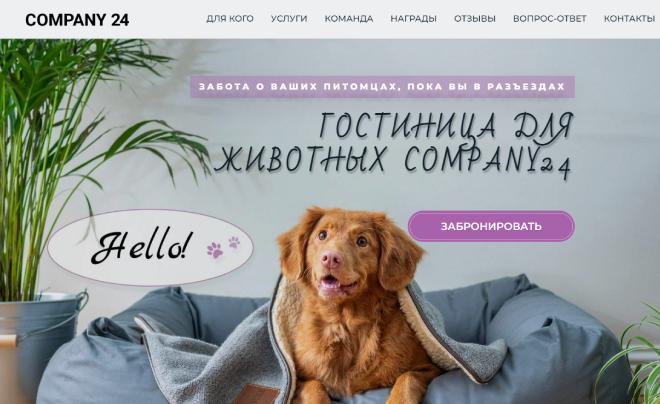 COMPANY 24
ДЛЯ КОГО УСЛУГИ КОМАНДА НАГРАДЫ ОТЗЫВЫ ВОПРОС-ОТВЕТ КОНТАКТЫ
ЗАБОТА О ВАШИХ ПИТОМЦАХ, ПОКА ВЫ В РАЗЪЕЗДАХ
ГОСТИНИЦА ДЛЯ
ЖИВОТНЫХ COMPANY24
Hello!
ЗАБРОНИРОВАТЬ